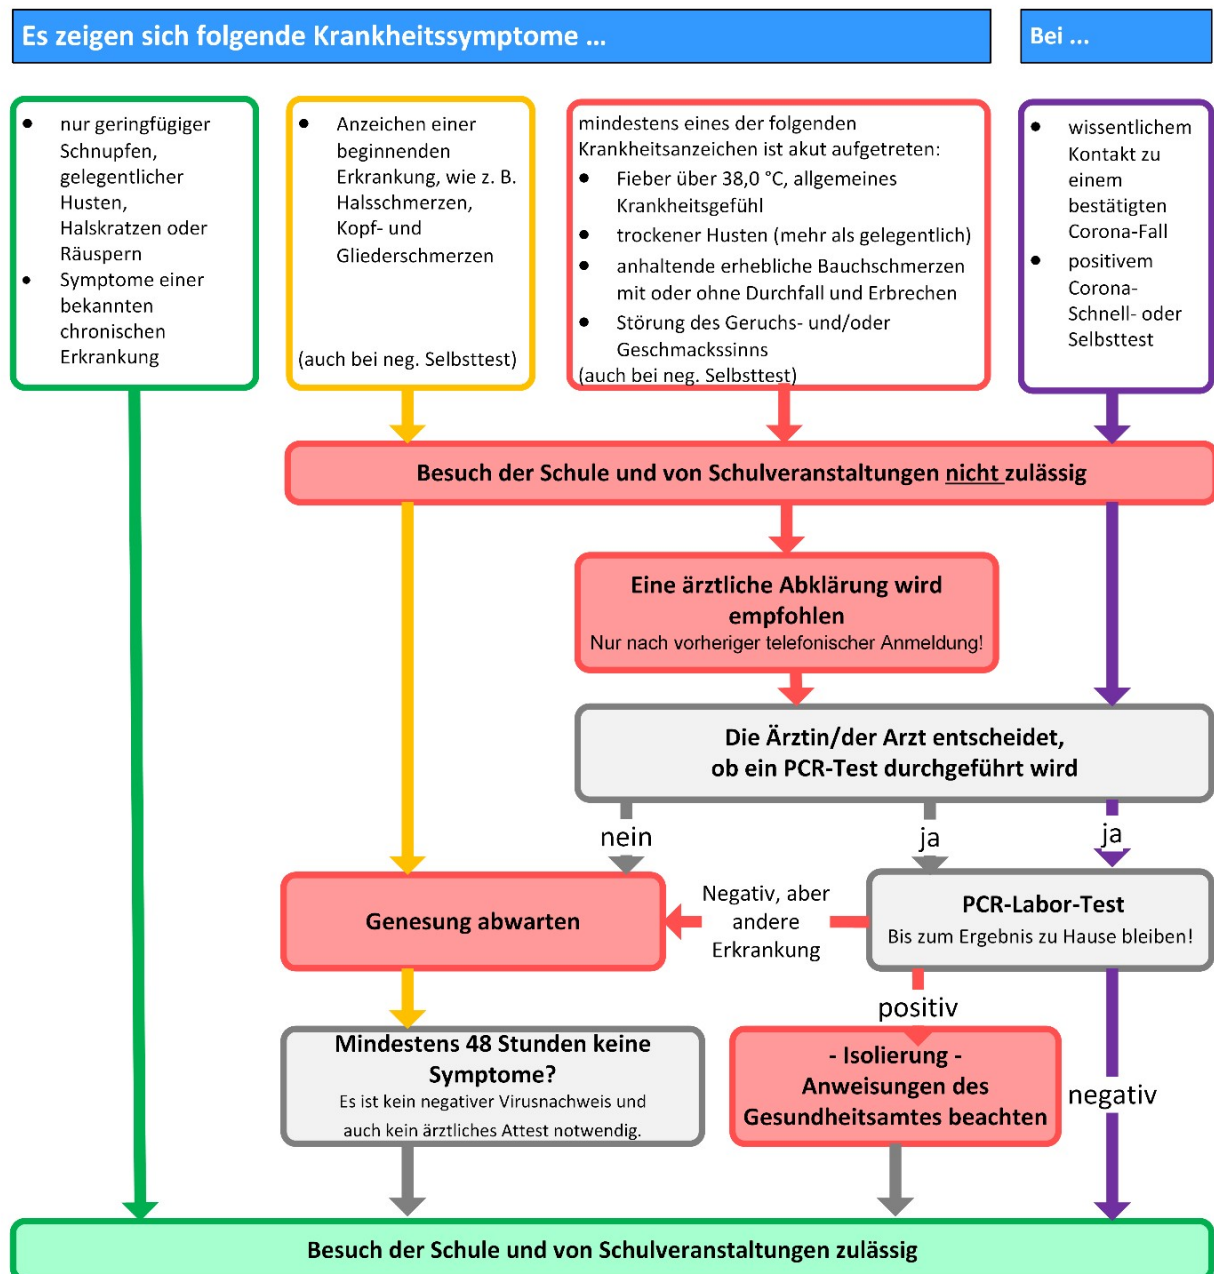 Es zeigen sich folgende Krankheitssymptome ...
Bei ...
● nur geringfügiger
Schnupfen,
gelegentlicher
Husten,
Halskratzen oder
Räuspern
● Symptome einer
bekannten
chronischen
Erkrankung
● Anzeichen einer
beginnenden
Erkrankung, wie z. B.
Halsschmerzen,
Kopf- und
Gliederschmerzen
(auch bei neg. Selbsttest)
mindestens eines der folgenden
Krankheitsanzeichen ist akut aufgetreten:
● Fieber über 38,0 °C, allgemeines
Krankheitsgefühl
● trockener Husten (mehr als gelegentlich)
● anhaltende erhebliche Bauchschmerzen
mit oder ohne Durchfall und Erbrechen
● Störung des Geruchs- und/oder
Geschmackssinns
(auch bei neg. Selbsttest)
● wissentlichem
Kontakt zu
einem
bestätigten
Corona-Fall
● positivem
Corona-
Schnell- oder
Selbsttest
Besuch der Schule und von Schulveranstaltungen nicht zulässig
Eine ärztliche Abklärung wird
empfohlen
Nur nach vorheriger telefonischer Anmeldung!
Die Ärztin/der Arzt entscheidet,
ob ein PCR-Test durchgeführt wird
nein
ja
ja
Genesung abwarten
Negativ, aber
andere
Erkrankung
PCR-Labor-Test
Bis zum Ergebnis zu Hause bleiben!
positiv
Mindestens 48 Stunden keine
Symptome?
Es ist kein negativer Virusnachweis und
auch kein ärztliches Attest notwendig.
- Isolierung -
Anweisungen des
Gesundheitsamtes beachten
negativ
Besuch der Schule und von Schulveranstaltungen zulässig